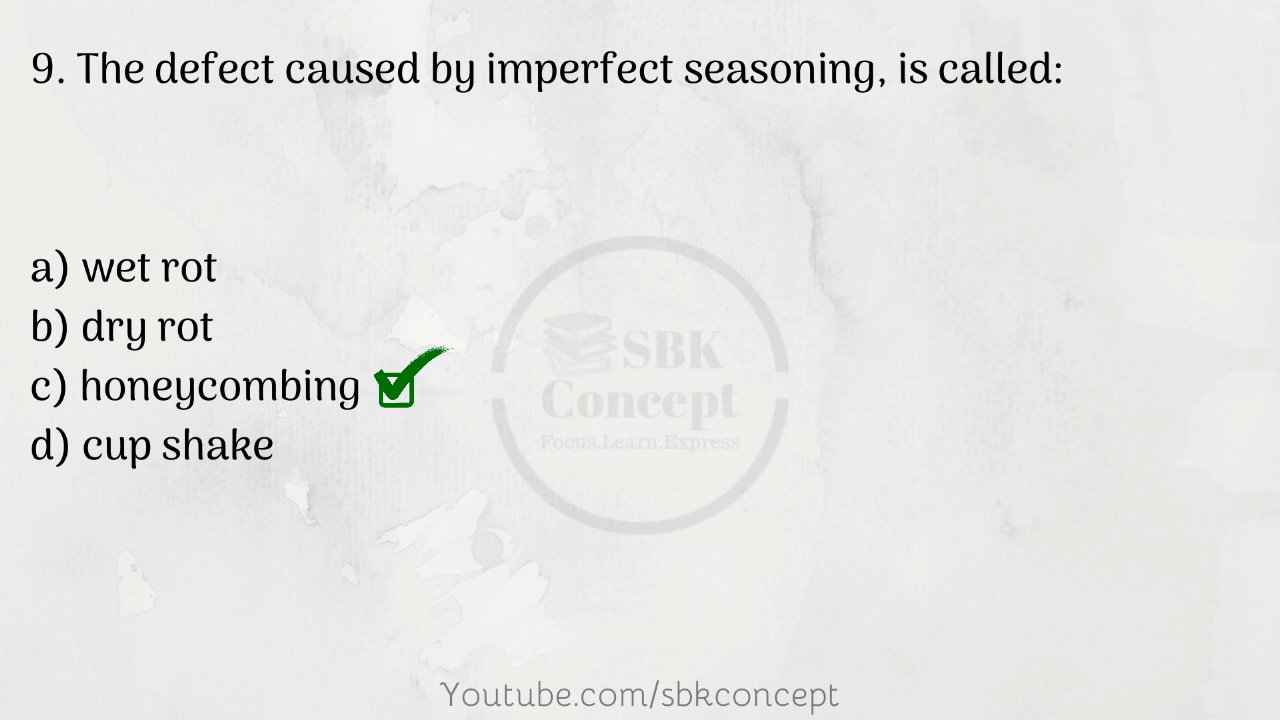 9. The defect caused by imperfect seasoning, is called:
a) wet rot
b) dry rot
c) honeycombing
d) cup shake
SBK
Concept
Focus.Learn.Express
Youtube.com/sbkconcept